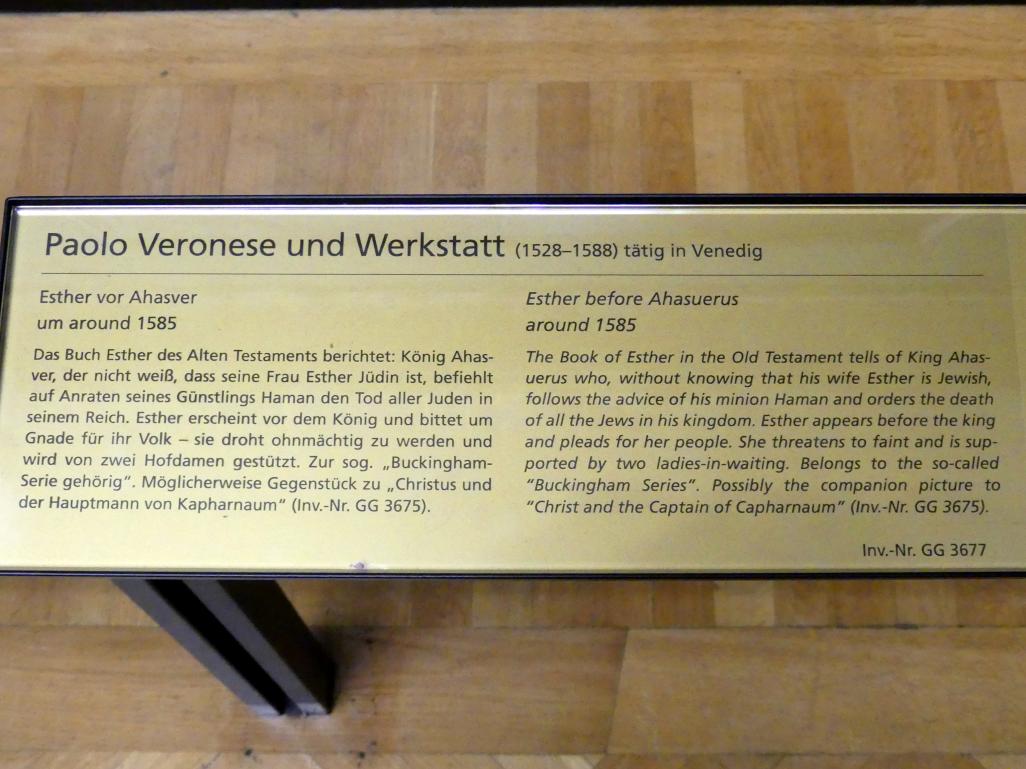 Paolo Veronese und Werkstatt (1528–1588) tätig in Venedig
Esther vor Ahasver
um around 1585
Das Buch Esther des Alten Testaments berichtet: König Ahas-
ver, der nicht weiß, dass seine Frau Esther Jüdin ist, befiehlt
auf Anraten seines Günstlings Haman den Tod aller Juden in
seinem Reich. Esther erscheint vor dem König und bittet um
Gnade für ihr Volk – sie droht ohnmächtig zu werden und
wird von zwei Hofdamen gestützt. Zur sog. „Buckingham-
Serie gehörig“. Möglicherweise Gegenstück zu „Christus und
der Hauptmann von Kapharnaum“ (Inv.-Nr. GG 3675).
Esther before Ahasuerus
around 1585
The Book of Esther in the Old Testament tells of King Ahas-
uerus who, without knowing that his wife Esther is Jewish,
follows the advice of his minion Haman and orders the death
of all the Jews in his kingdom. Esther appears before the king
and pleads for her people. She threatens to faint and is sup-
ported by two ladies-in-waiting. Belongs to the so-called
“Buckingham Series”. Possibly the companion picture to
“Christ and the Captain of Capharnaum” (Inv.-Nr. GG 3675).
Inv.-Nr. GG 3677